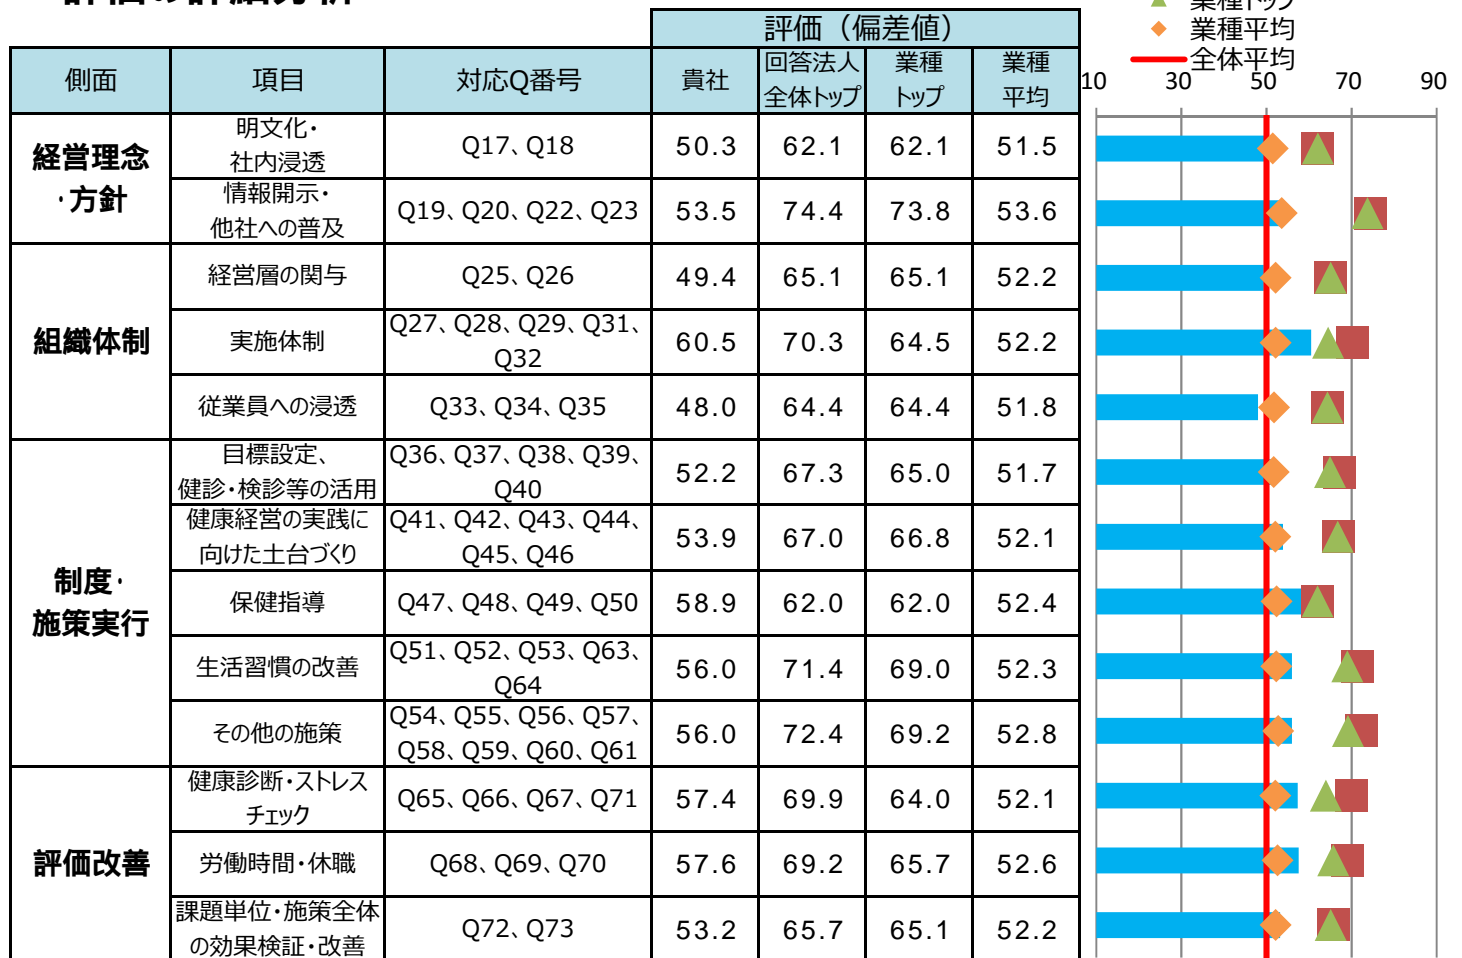 評価の詳細分析
業種トップ
業種平均
全体平均
評価（偏差値）
側面 項目 対応Q番号 貴社 回答法人全体トップ 業種トップ 業種平均
10 30 50 70 90
経営理念・方針
明文化・社内浸透 Q17、Q18 50.3 62.1 62.1 51.5
情報開示・他社への普及 Q19、Q20、Q22、Q23 53.5 74.4 73.8 53.6
組織体制
経営層の関与 Q25、Q26 49.4 65.1 65.1 52.2
実施体制 Q27、Q28、Q29、Q31、Q32 60.5 70.3 64.5 52.2
従業員への浸透 Q33、Q34、Q35 48.0 64.4 64.4 51.8
制度・施策実行
目標設定、健診・検診等の活用 Q36、Q37、Q38、Q39、Q40 52.2 67.3 65.0 51.7
健康経営の実践に向けた土台づくり Q41、Q42、Q43、Q44、Q45、Q46 53.9 67.0 66.8 52.1
保健指導 Q47、Q48、Q49、Q50 58.9 62.0 62.0 52.4
生活習慣の改善 Q51、Q52、Q53、Q63、Q64 56.0 71.4 69.0 52.3
その他の施策 Q54、Q55、Q56、Q57、Q58、Q59、Q60、Q61 56.0 72.4 69.2 52.8
評価改善
健康診断・ストレスチェック Q65、Q66、Q67、Q71 57.4 69.9 64.0 52.1
労働時間・休職 Q68、Q69、Q70 57.6 69.2 65.7 52.6
課題単位・施策全体の効果検証・改善 Q72、Q73 53.2 65.7 65.1 52.2